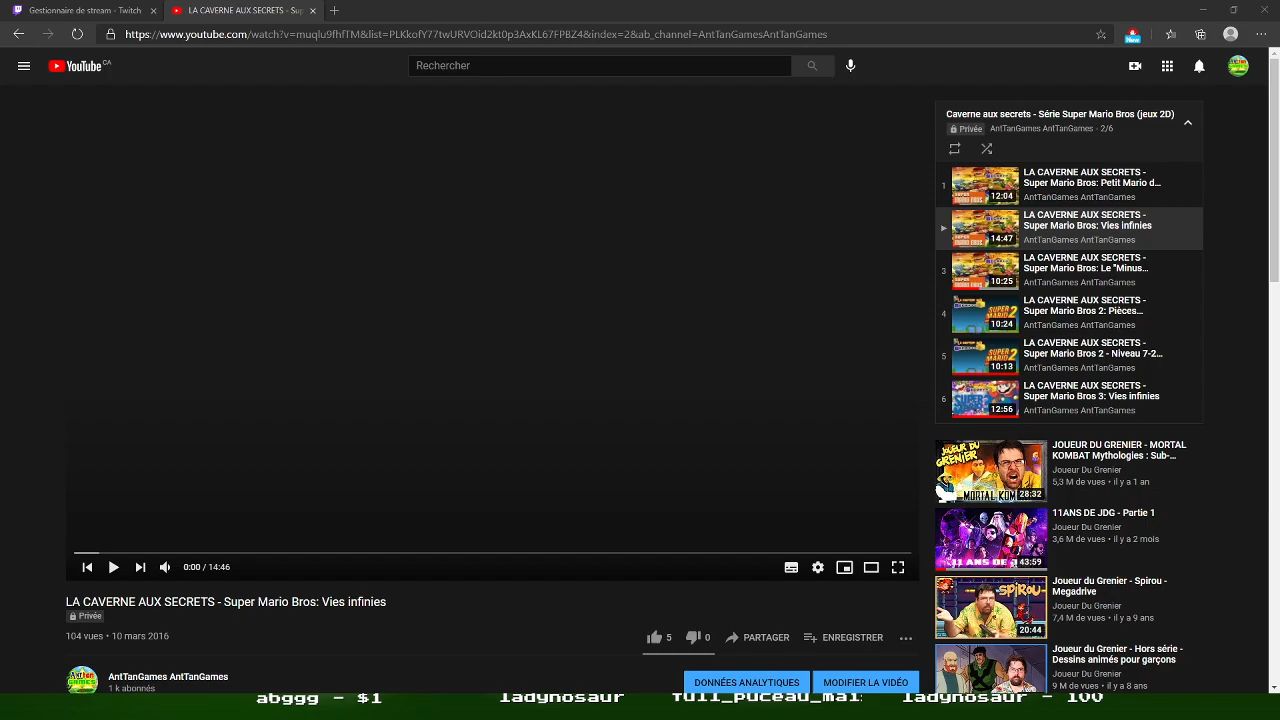 Gestionnaire de stream - Twitch
LA CAVERNE AUX SECRETS - Sup
https://www.youtube.com/watch?v=muqlu9fhfTM&list=PLKkofY77twURVOid2kt0p3AxKL67FPBZ4&index=2&ab_channel=AntTanGamesAntTanGames
New
YouTube CA
Rechercher
Caverne aux secrets - Série Super Mario Bros (jeux 2D)
Privée AntTanGames AntTanGames - 2/6
1
LA CAVERNE AUX SECRETS -
Super Mario Bros: Petit Mario d...
AntTanGames AntTanGames
12:04
LA CAVERNE AUX SECRETS -
Super Mario Bros: Vies infinies
AntTanGames AntTanGames
14:47
3
LA CAVERNE AUX SECRETS -
Super Mario Bros: Le "Minus...
AntTanGames AntTanGames
10:25
4
LA CAVERNE AUX SECRETS -
Super Mario Bros 2: Pièces...
AntTanGames AntTanGames
10:24
5
LA CAVERNE AUX SECRETS -
Super Mario Bros 2 - Niveau 7-2...
AntTanGames AntTanGames
10:13
6
LA CAVERNE AUX SECRETS -
Super Mario Bros 3: Vies infinies
AntTanGames AntTanGames
12:56
JOUEUR DU GRENIER - MORTAL
KOMBAT Mythologies : Sub-...
Joueur Du Grenier
5,3 M de vues • il y a 1 an
28:32
11ANS DE JDG - Partie 1
Joueur Du Grenier
3,6 M de vues • il y a 2 mois
43:59
Joueur du Grenier - Spirou -
Megadrive
Joueur Du Grenier
7,4 M de vues • il y a 9 ans
20:44
Joueur du Grenier - Hors série -
Dessins animés pour garçons
Joueur Du Grenier
9 M de vues • il y a 8 ans
0:00 / 14:46
LA CAVERNE AUX SECRETS - Super Mario Bros: Vies infinies
Privée
104 vues • 10 mars 2016
5
0
PARTAGER
ENREGISTRER
AntTanGames AntTanGames
1 k abonnés
DONNÉES ANALYTIQUES
MODIFIER LA VIDÉO
abggg - $1
ladynosaur
full_puceau_mai
ladynosaur - 100